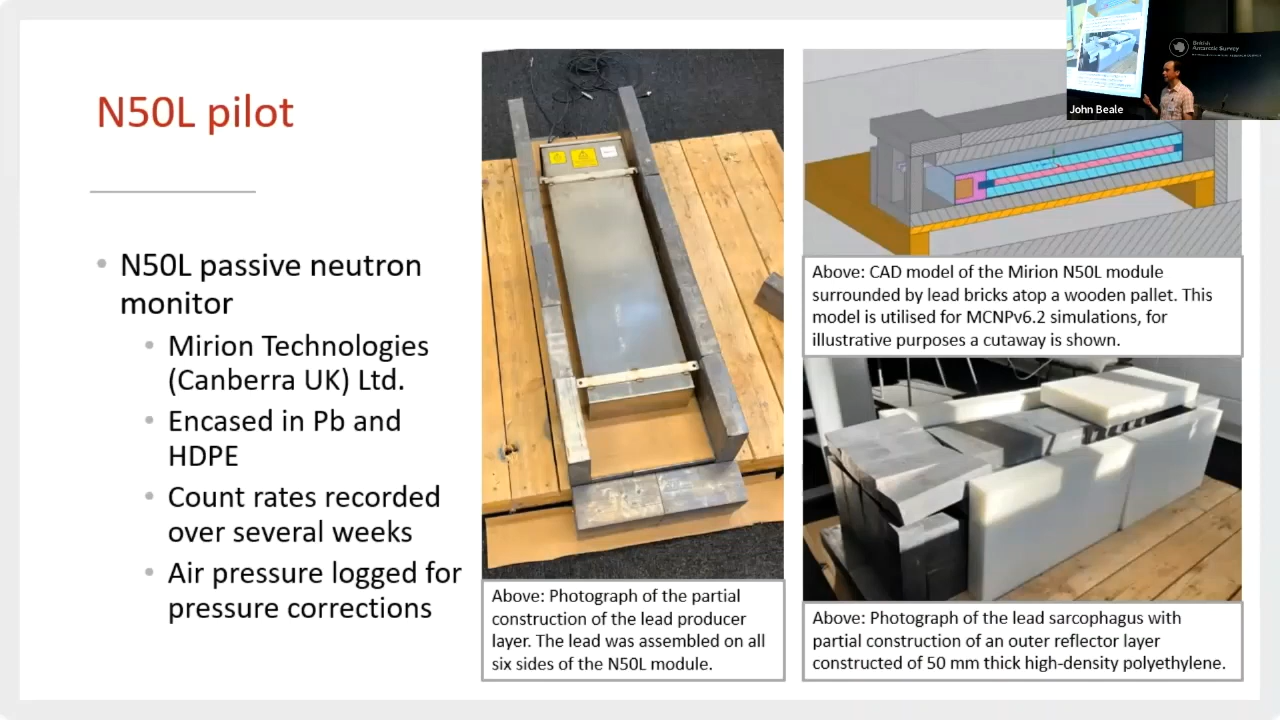 N50L pilot
N50L passive neutron
monitor
Mirion Technologies
(Canberra UK) Ltd.
Encased in Pb and
HDPE
Count rates recorded
over several weeks
Air pressure logged for
pressure corrections
Above: Photograph of the partial
construction of the lead producer
layer. The lead was assembled on all
six sides of the N50L module.
Above: CAD model of the Mirion N50L module
surrounded by lead bricks atop a wooden pallet. This
model is utilised for MCNPv6.2 simulations, for
illustrative purposes a cutaway is shown.
Above: Photograph of the lead sarcophagus with
partial construction of an outer reflector layer
constructed of 50 mm thick high-density polyethylene.
British
Antarctic Survey
John Beale